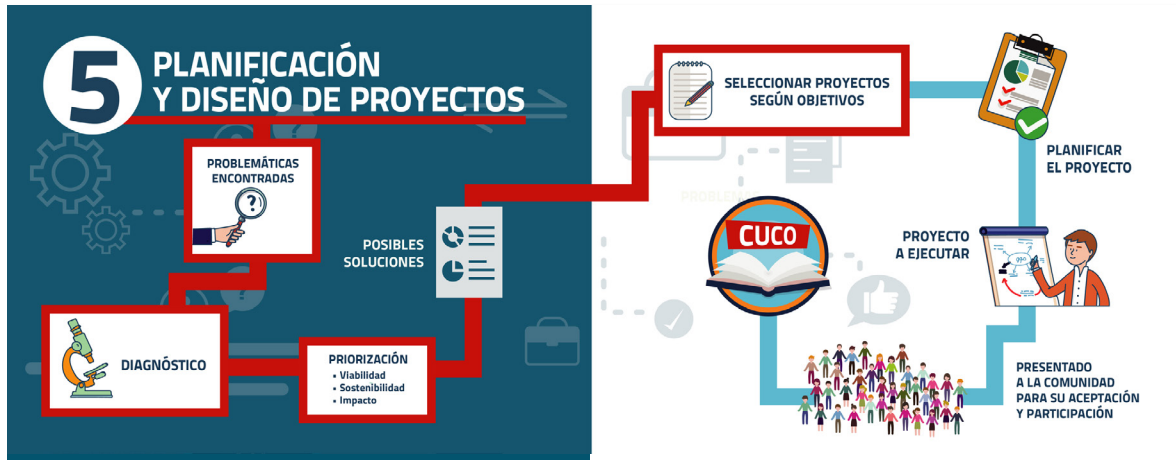 5
PLANIFICACIÓN
Y DISEÑO DE PROYECTOS
PROBLEMÁTICAS
ENCONTRADAS
?
DIAGNÓSTICO
PRIORIZACIÓN
• Viabilidad
• Sostenibilidad
• Impacto
POSIBLES
SOLUCIONES
SELECCIONAR PROYECTOS
SEGÚN OBJETIVOS
PLANIFICAR
EL PROYECTO
PROYECTO
A EJECUTAR
PRESENTADO
A LA COMUNIDAD
PARA SU ACEPTACIÓN
Y PARTICIPACIÓN
CUCO